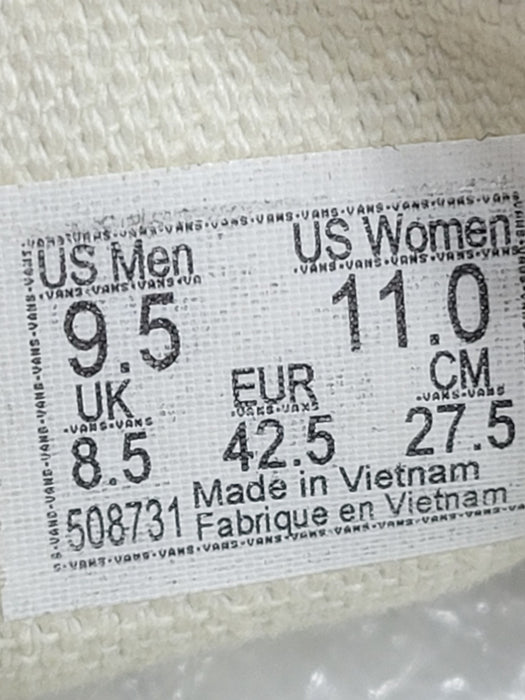 US Men US Women
9.5 11.0
UK EUR CM
8.5 42.5 27.5
508731 Made in Vietnam
Fabrique en Vietnam